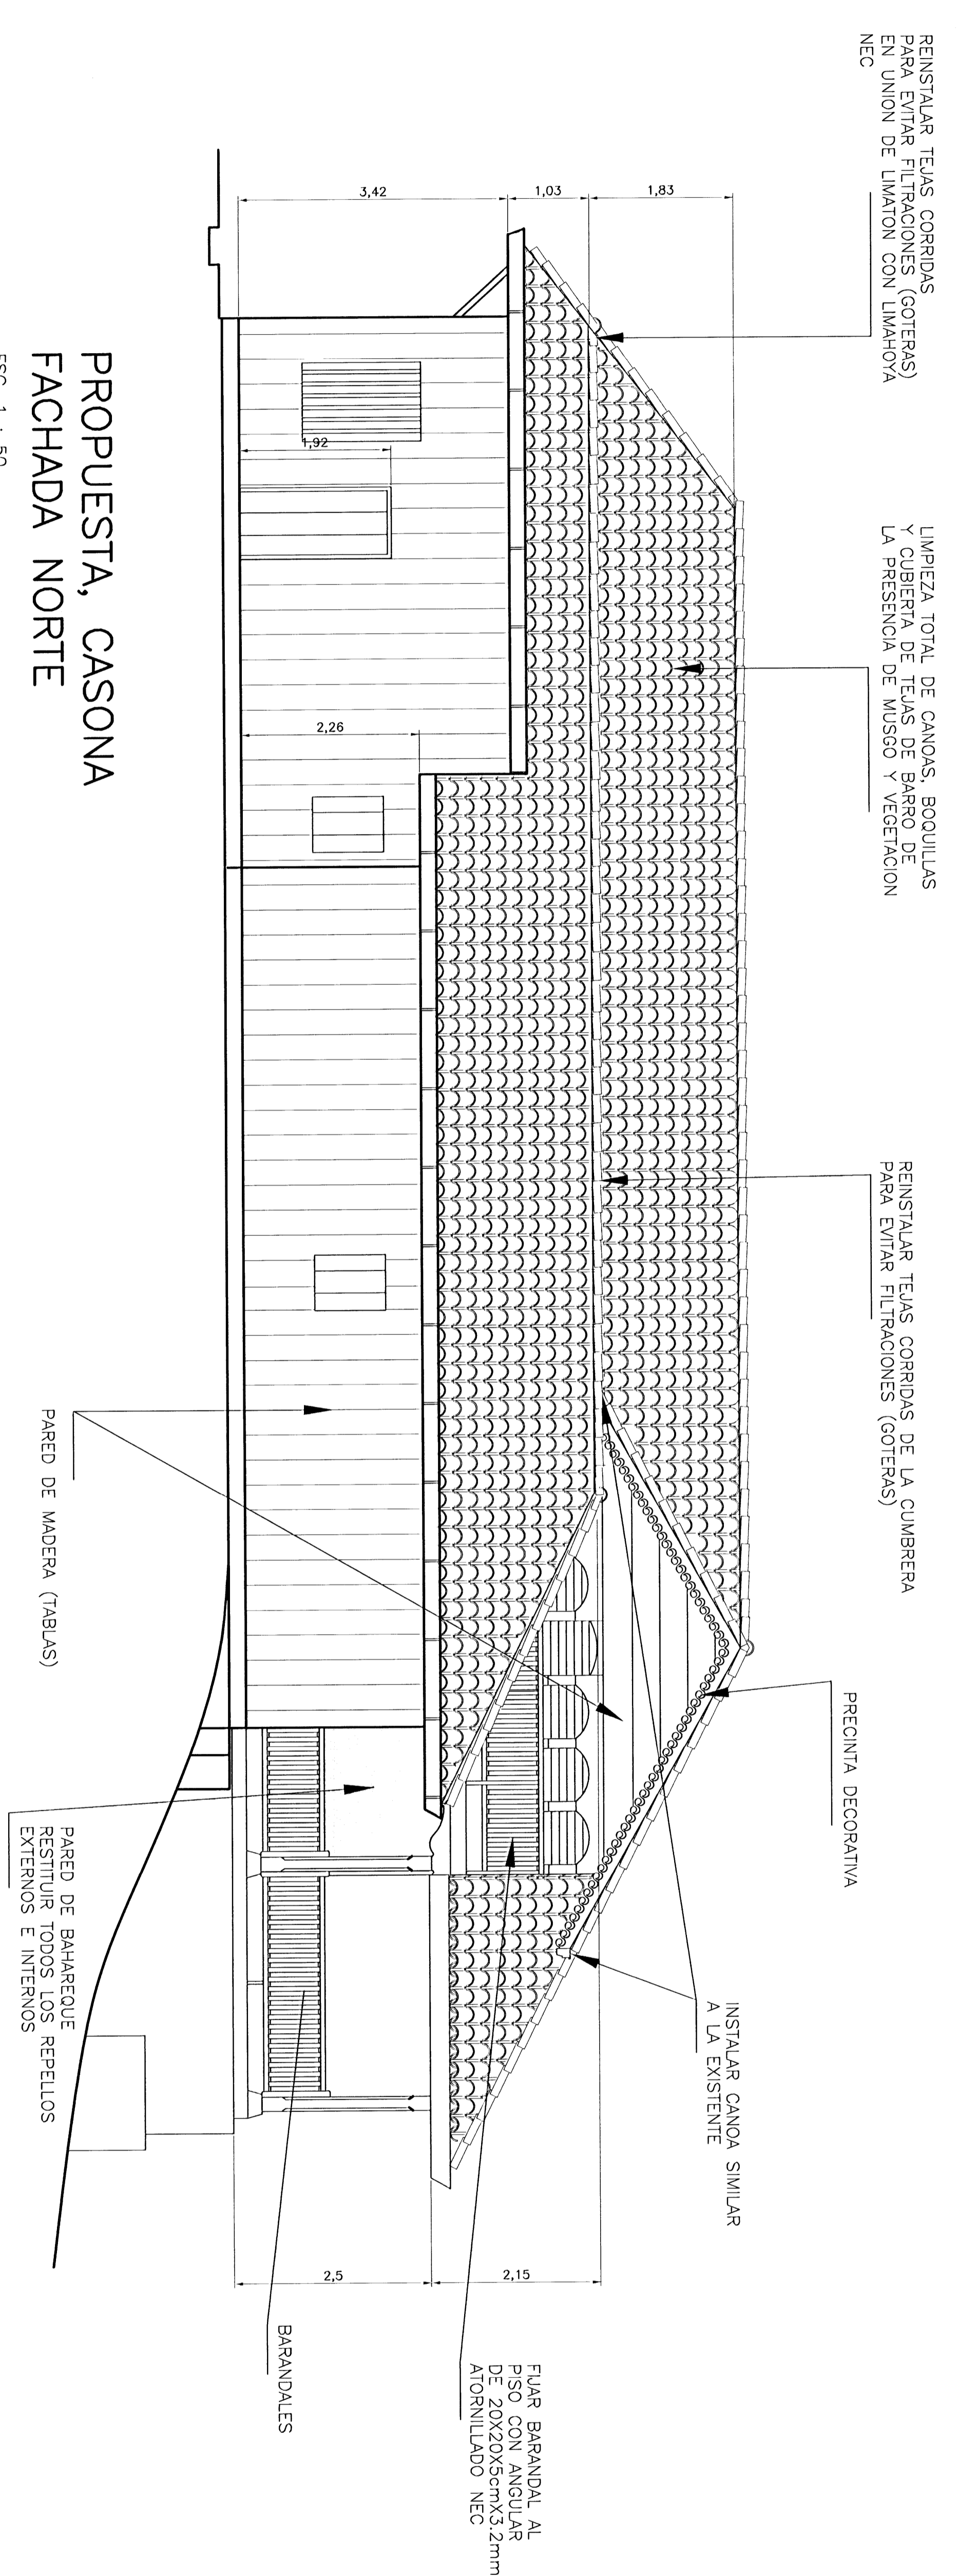 REINSTALAR TEJAS CORRIDAS
PARA EVITAR FILTRACIONES (GOTERAS)
EN UNION DE LIMATON CON LIMAHOYA
NEC
LIMPIEZA TOTAL DE CANOAS, BOQUILLAS
Y CUBIERTA DE TEJAS DE BARRO DE
LA PRESENCIA DE MUSGO Y VEGETACION
REINSTALAR TEJAS CORRIDAS DE LA CUMBRERA
PARA EVITAR FILTRACIONES (GOTERAS)
PRECINTA DECORATIVA
INSTALAR CANOA SIMILAR
A LA EXISTENTE
1,83
1,03
3,42
1,92
2,26
2,15
2,5
FIJAR BARANDAL AL
PISO CON ANGULAR
DE 20X20X5cmX3.2mm
ATORNILLADO NEC
BARANDALES
PARED DE MADERA (TABLAS)
PARED DE BAHAREQUE
RESTITUIR TODOS LOS REPELLOS
EXTERNOS E INTERNOS
PROPUESTA, CASONA
FACHADA NORTE
ESC 1 : 50